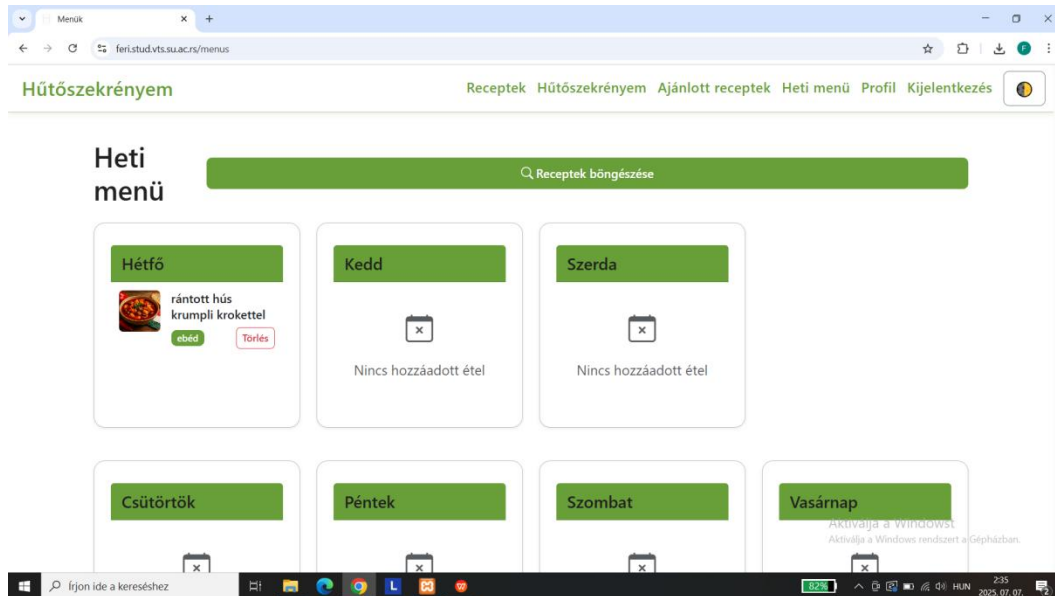 Menük
feri.stud.vts.su.ac.rs/menus
F
Hűtőszekrényem
Receptek Hűtőszekrényem Ajánlott receptek Heti menü Profil Kijelentkezés
Heti
menü
Receptek böngészése
Hétfő
rántott hús
krumpli krokettel
ebéd
Törlés
Kedd
Nincs hozzáadott étel
Szerda
Nincs hozzáadott étel
Csütörtök
Péntek
Szombat
Vasárnap
Aktiválja a Windowst
Aktiválja a Windows rendszert a Gépházban.
Írjon ide a kereséshez
L
82%
HUN
2:35
2025. 07. 07.
2